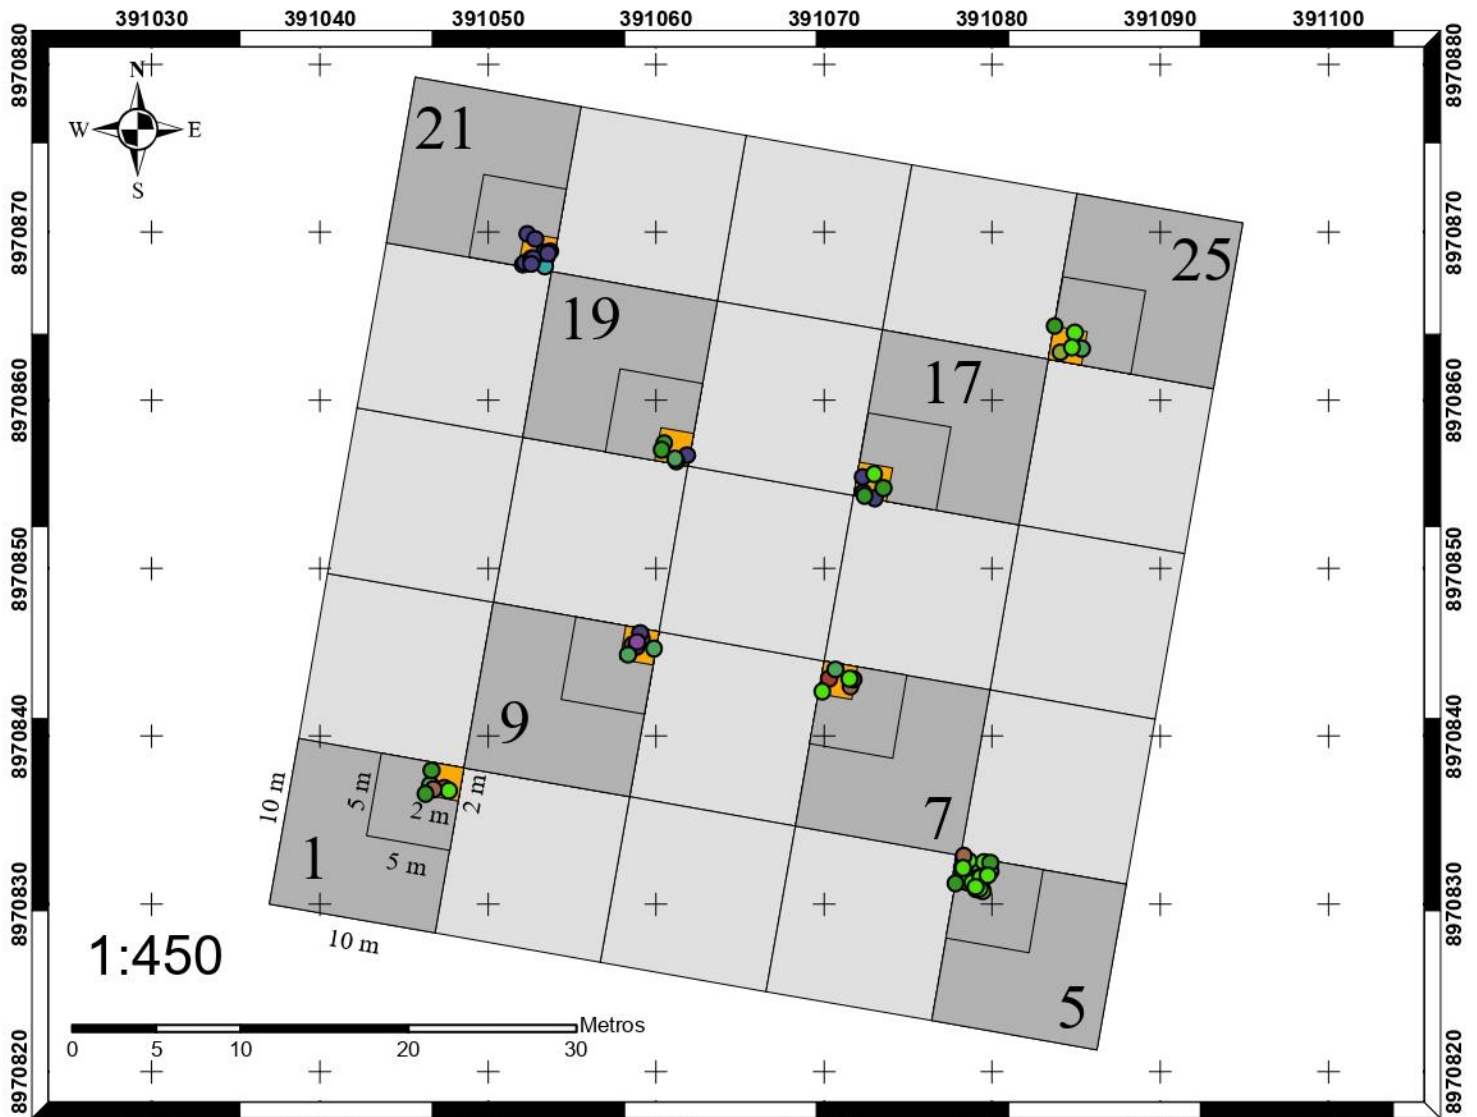 391030 391040 391050 391060 391070 391080 391090 391100
8970880 8970880
N
W E
S
21
8970870 8970870
25
19
17
8970860 8970860
8970850 8970850
9
8970840 8970840
10 m 5 m 2 m 2 m
7
1 5 m
8970830 8970830
10 m
1:450
5
Metros
0 5 10 20 30
8970820 8970820